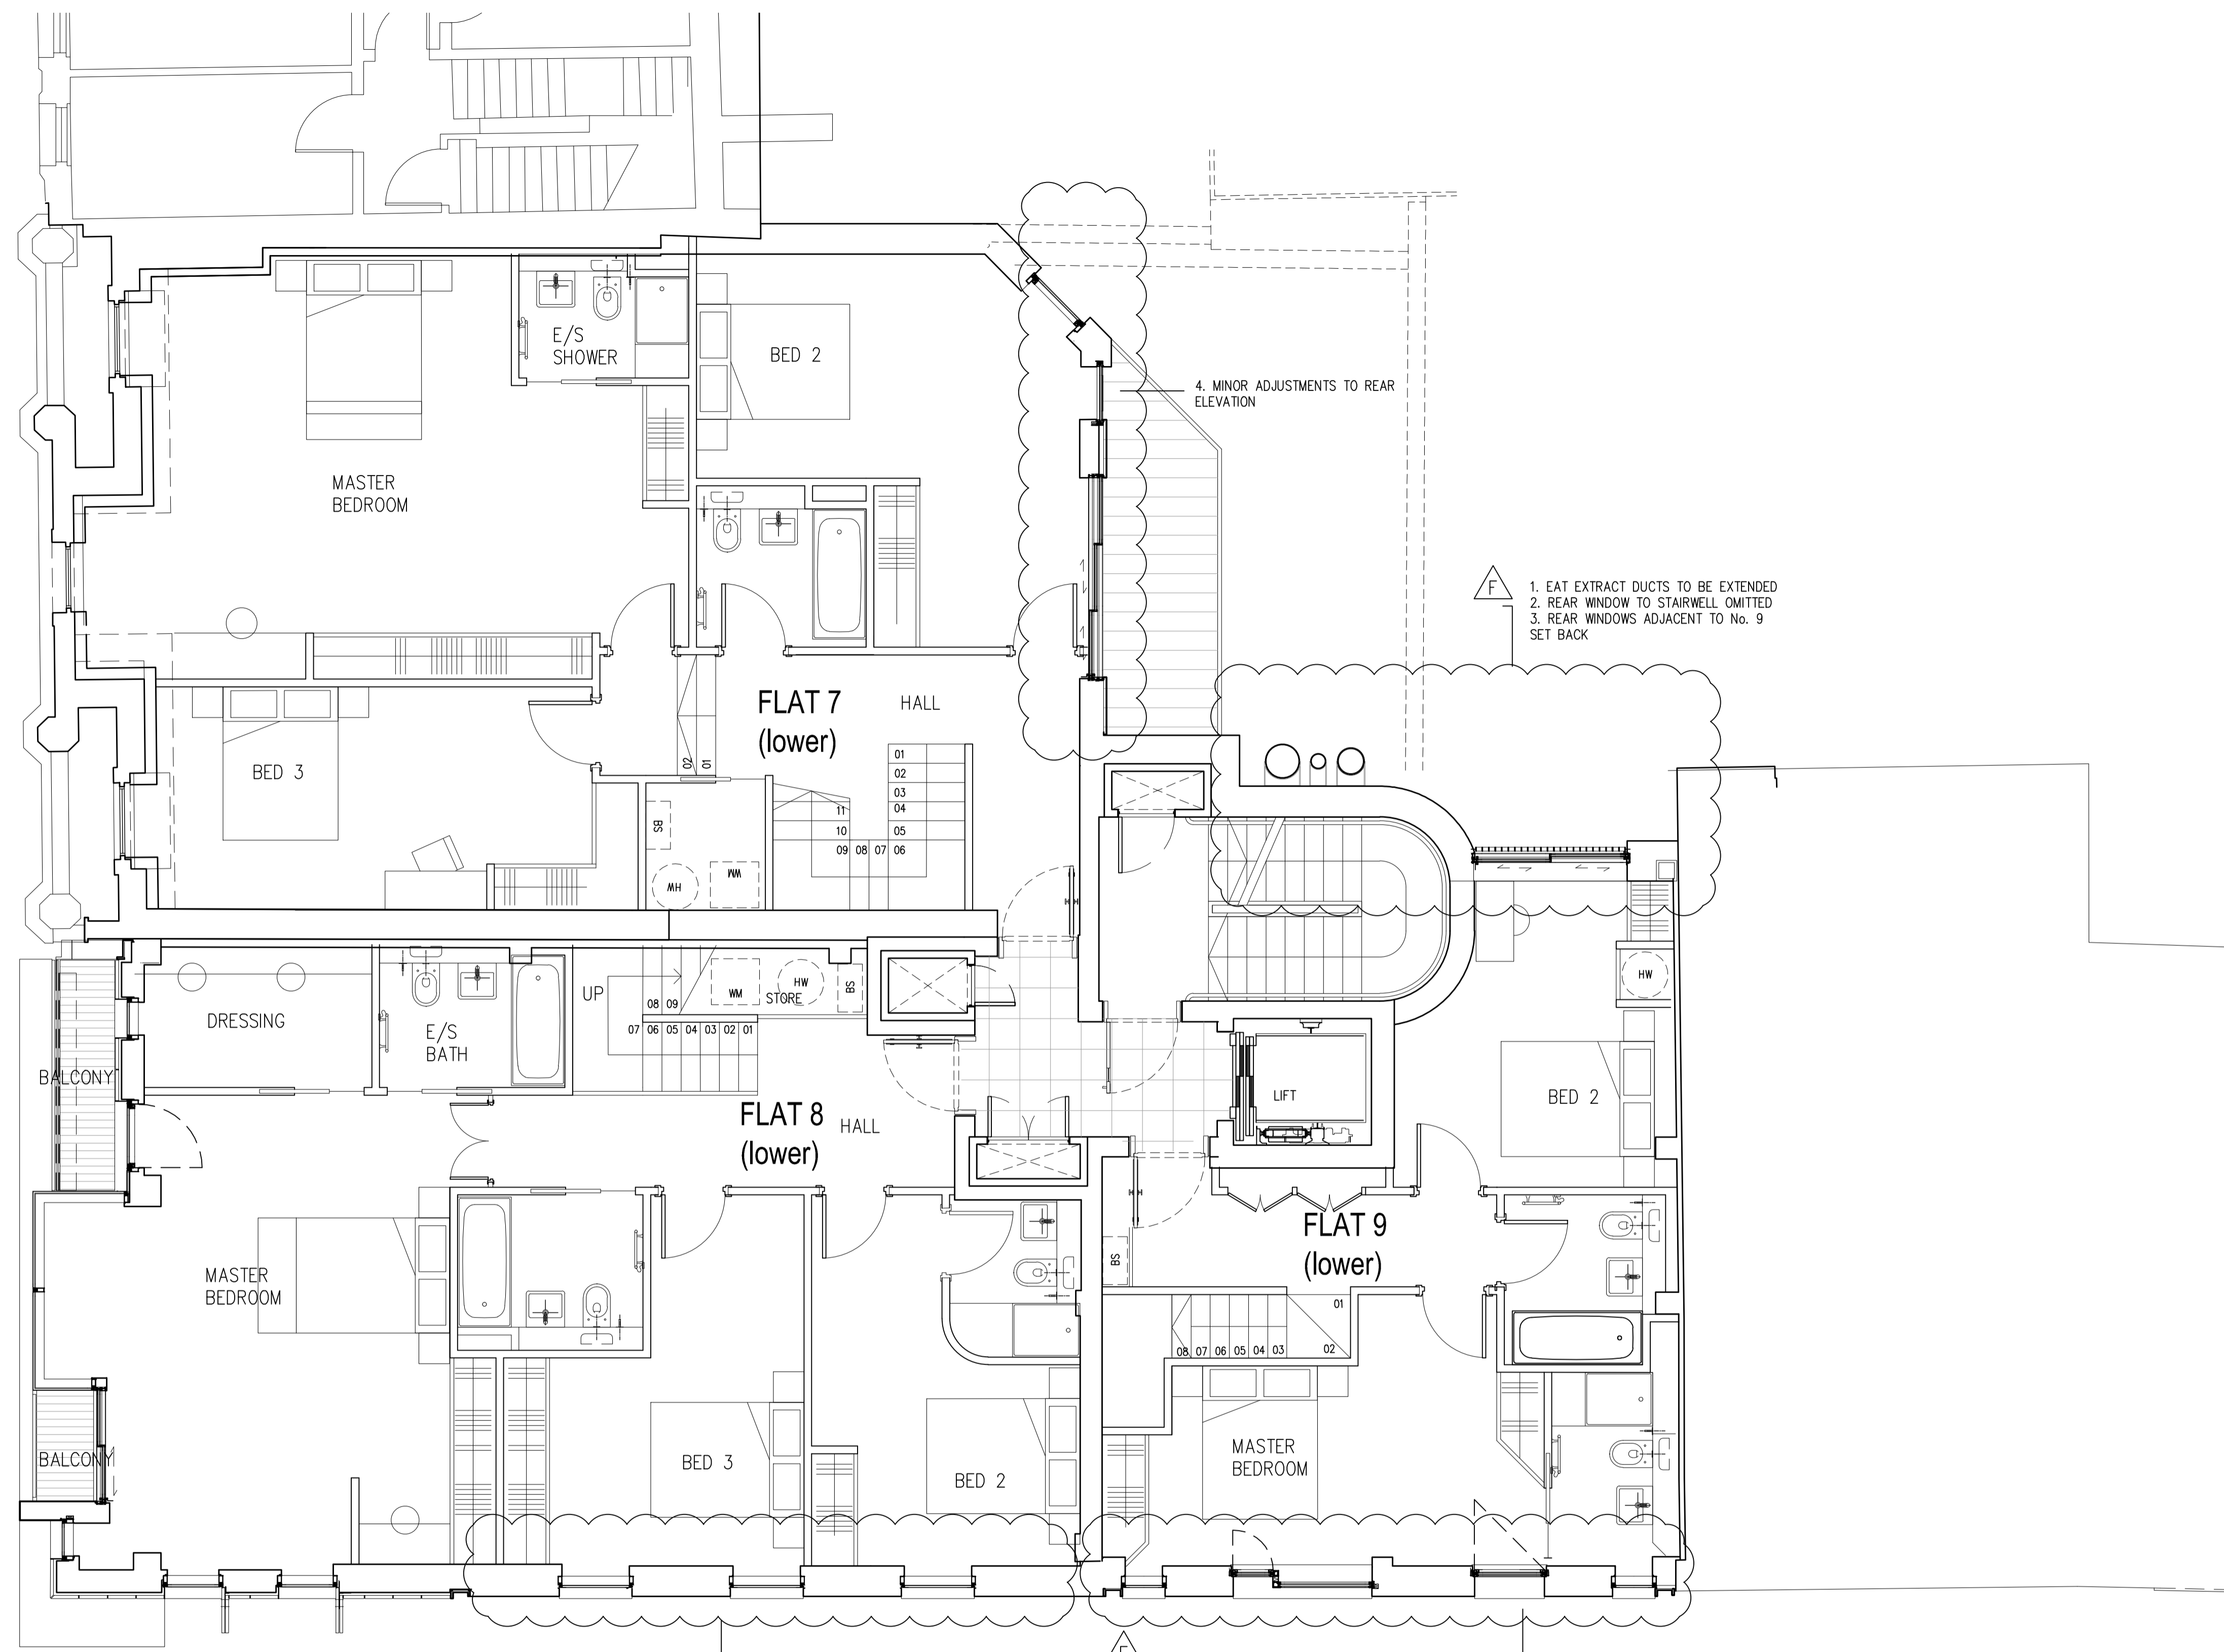 E/S
SHOWER
BED 2
4. MINOR ADJUSTMENTS TO REAR
ELEVATION
MASTER
BEDROOM
F
1. EAT EXTRACT DUCTS TO BE EXTENDED
2. REAR WINDOW TO STAIRWELL OMITTED
3. REAR WINDOWS ADJACENT TO No. 9
SET BACK
FLAT 7
(lower)
HALL
02 01
BED 3
01
02
03
04
05
11
10
09 08 07 06
BS
HW
WM
DRESSING
E/S
BATH
UP
08 09
07 06 05 04 03 02 01
WM
HW
STORE
BS
HW
BALCONY
LIFT
BED 2
FLAT 8
(lower)
HALL
FLAT 9
(lower)
BS
MASTER
BEDROOM
01
02
08 07 06 05 04 03
BALCONY
BED 3
BED 2
MASTER
BEDROOM